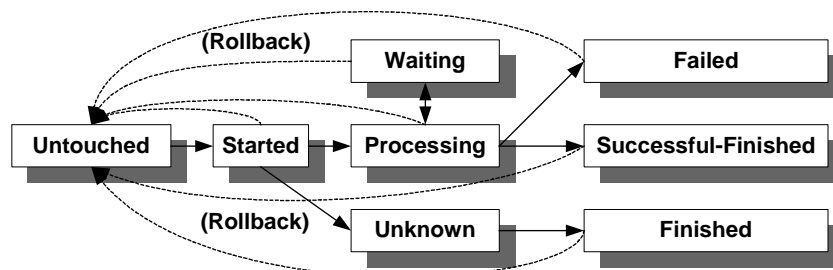 (Rollback)
Waiting
Failed
Untouched
Started
Processing
Successful-Finished
(Rollback)
Unknown
Finished